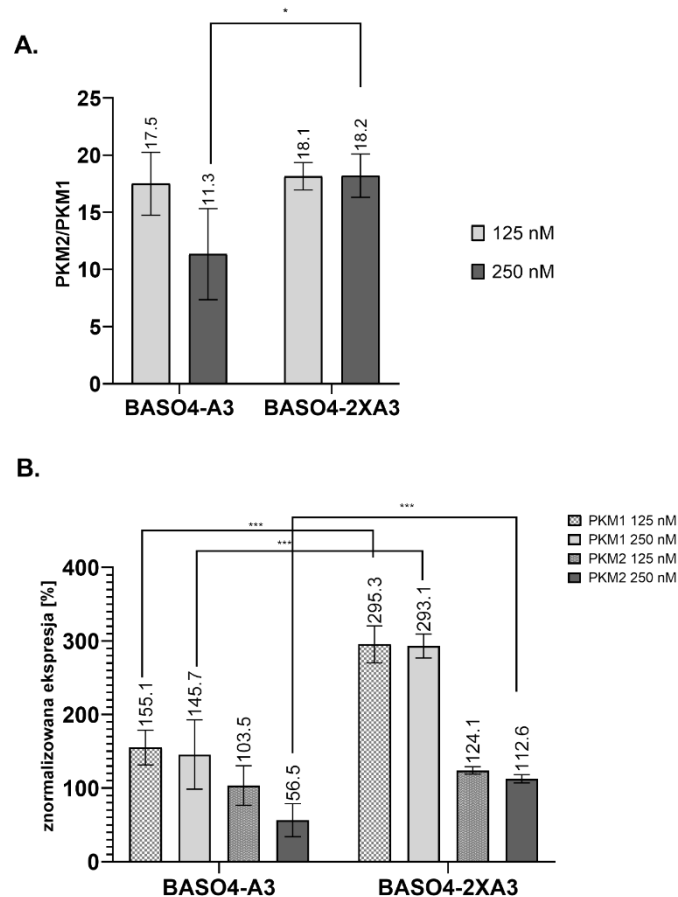 A.
*
PKM2/PKM1
25
20
15
10
5
0
17.5
11.3
18.1
18.2
BASO4-A3
BASO4-2XA3
125 nM
250 nM
B.
***
***
***
znormalizowana ekspresja [%]
400
300
200
100
0
155.1
145.7
103.5
56.5
295.3
293.1
124.1
112.6
BASO4-A3
BASO4-2XA3
PKM1 125 nM
PKM1 250 nM
PKM2 125 nM
PKM2 250 nM